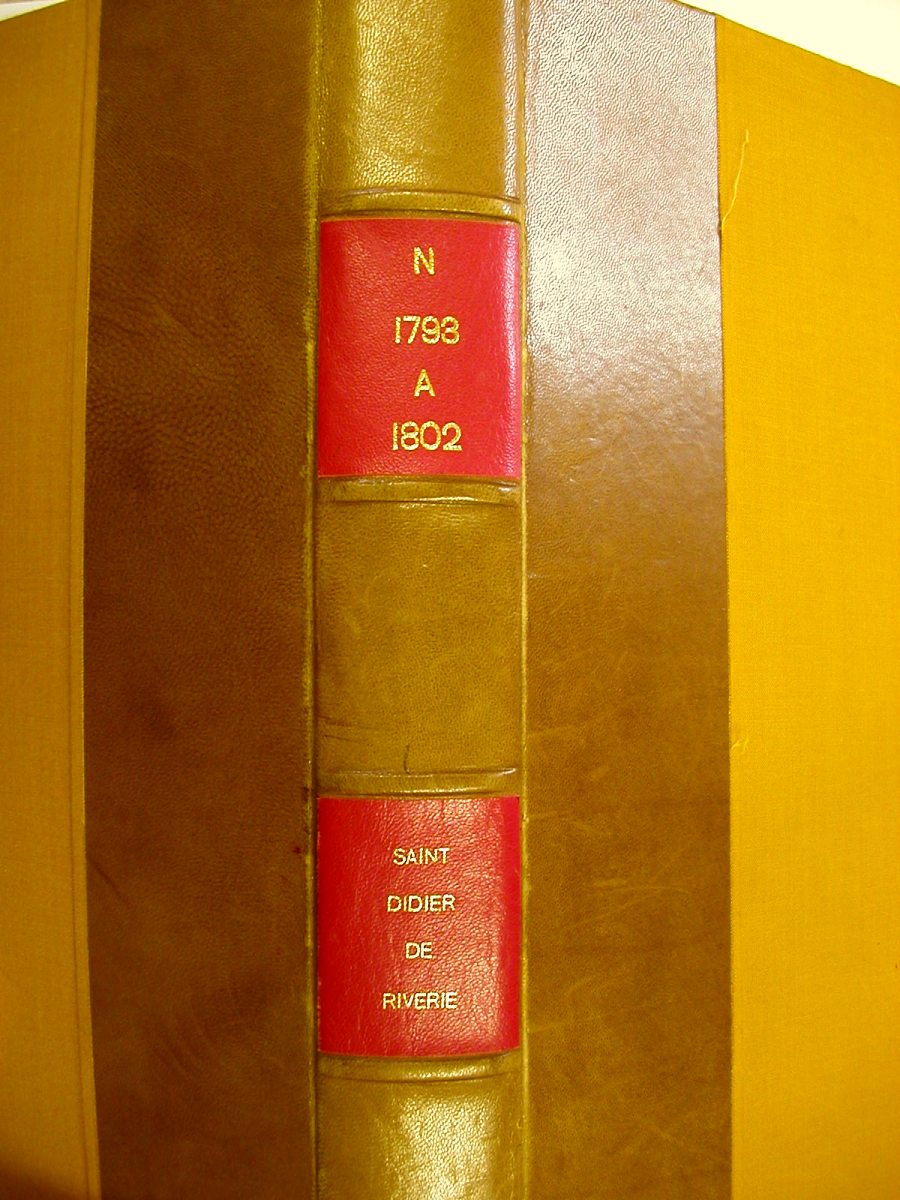 N
1793
A
1802
SAINT
DIDIER
DE
RIVERIE